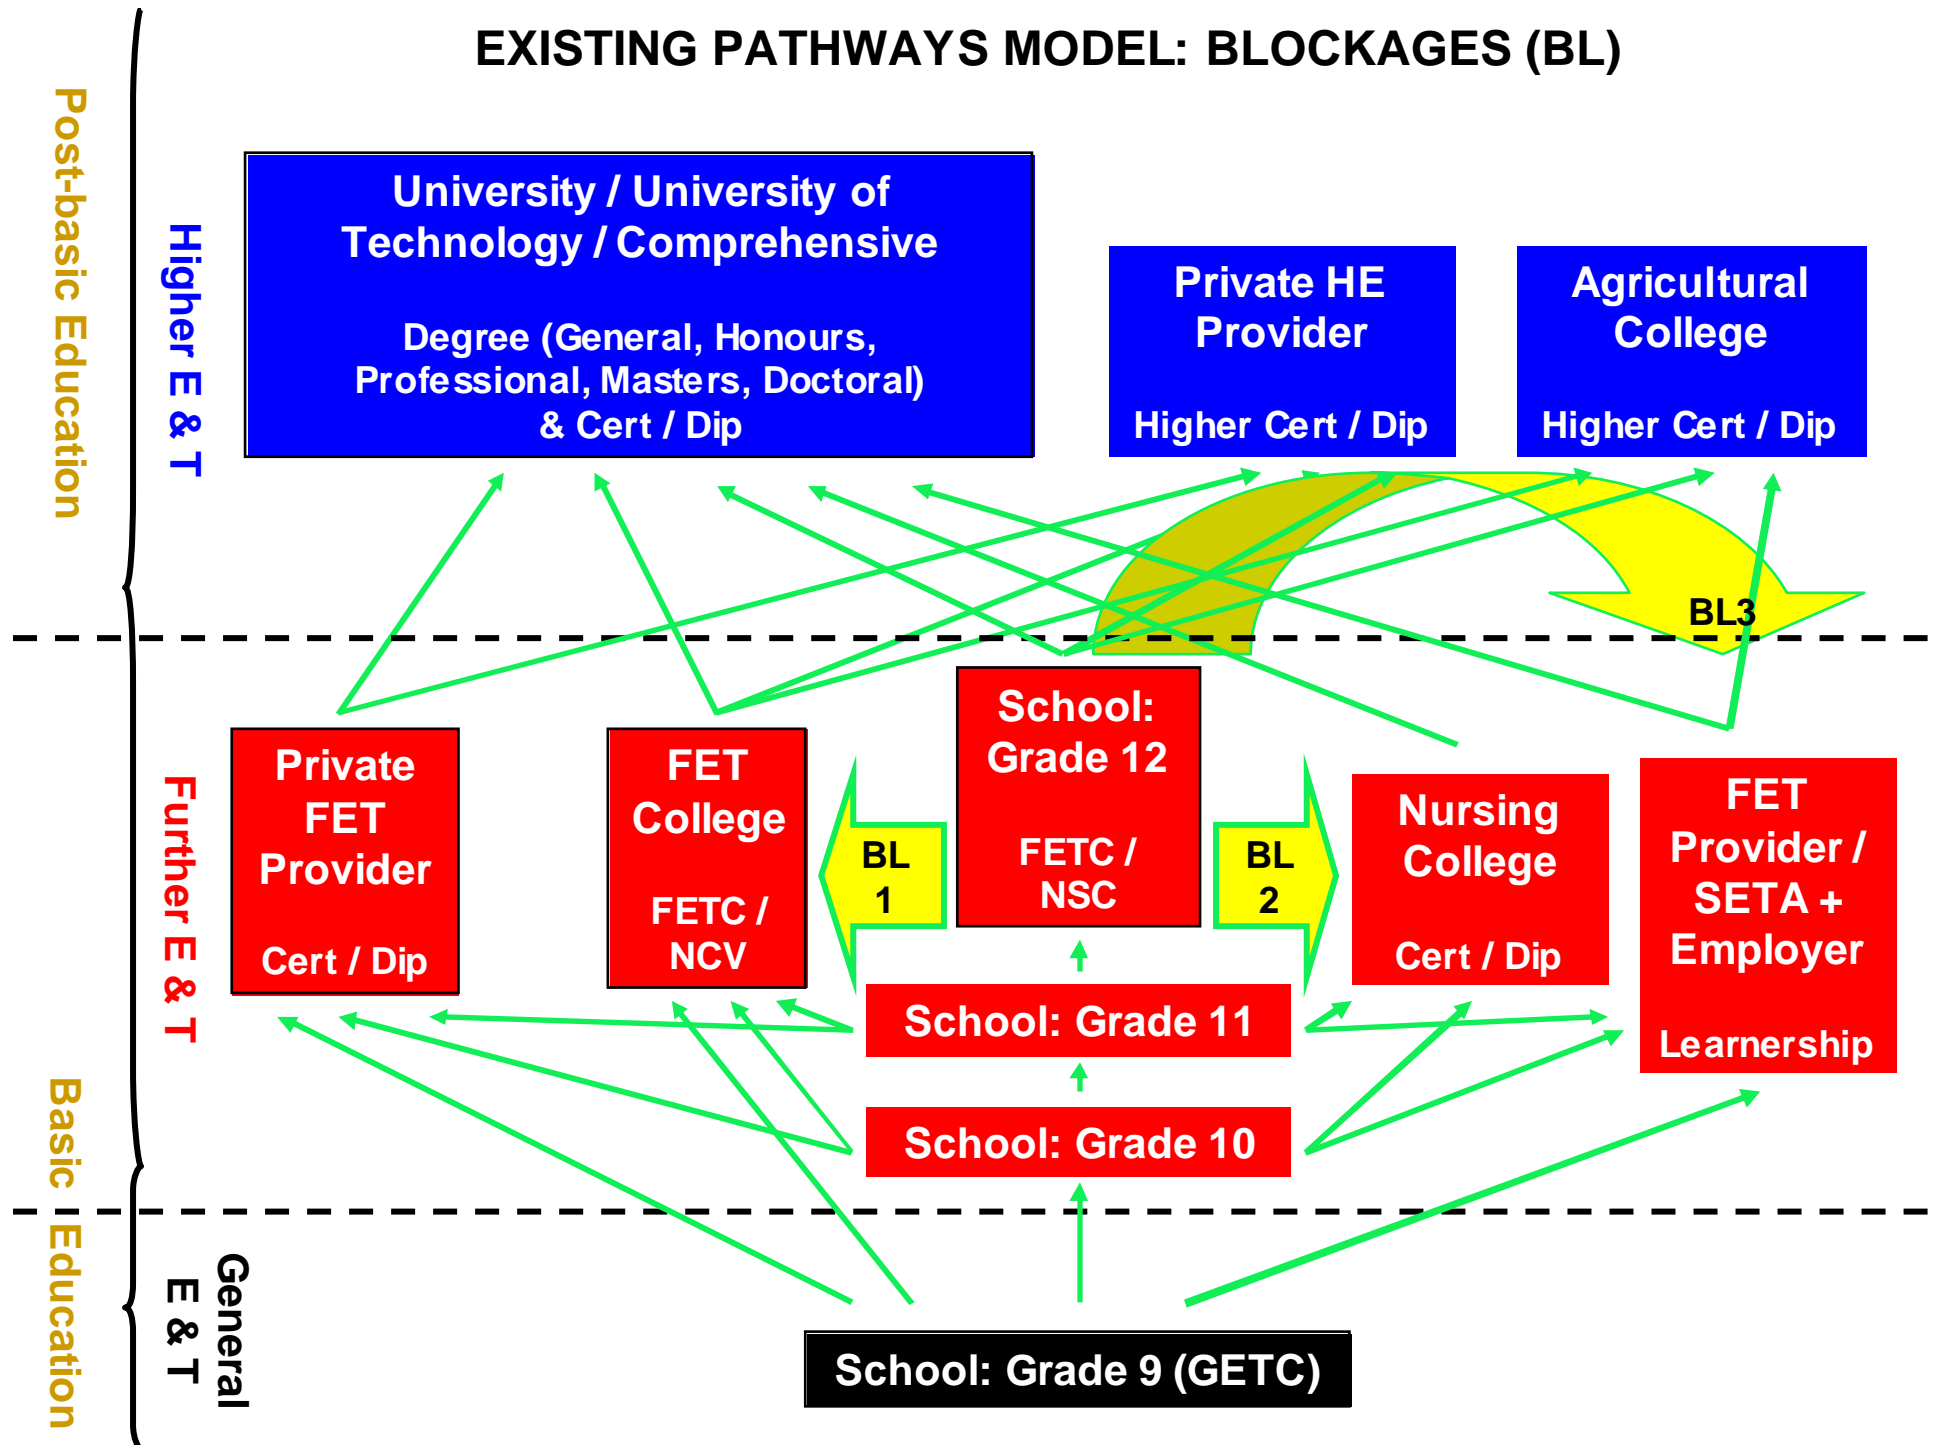 EXISTING PATHWAYS MODEL: BLOCKAGES (BL)
Post-basic Education
Higher E & T
University / University of
Technology / Comprehensive
Degree (General, Honours,
Professional, Masters, Doctoral)
& Cert / Dip
Private HE
Provider
Higher Cert / Dip
Agricultural
College
Higher Cert / Dip
BL3
Further E & T
Private
FET
Provider
Cert / Dip
FET
College
FETC /
NCV
BL
1
School:
Grade 12
FETC /
NSC
BL
2
Nursing
College
Cert / Dip
FET
Provider /
SETA +
Employer
Learnership
School: Grade 11
School: Grade 10
Basic Education
General
E & T
School: Grade 9 (GETC)